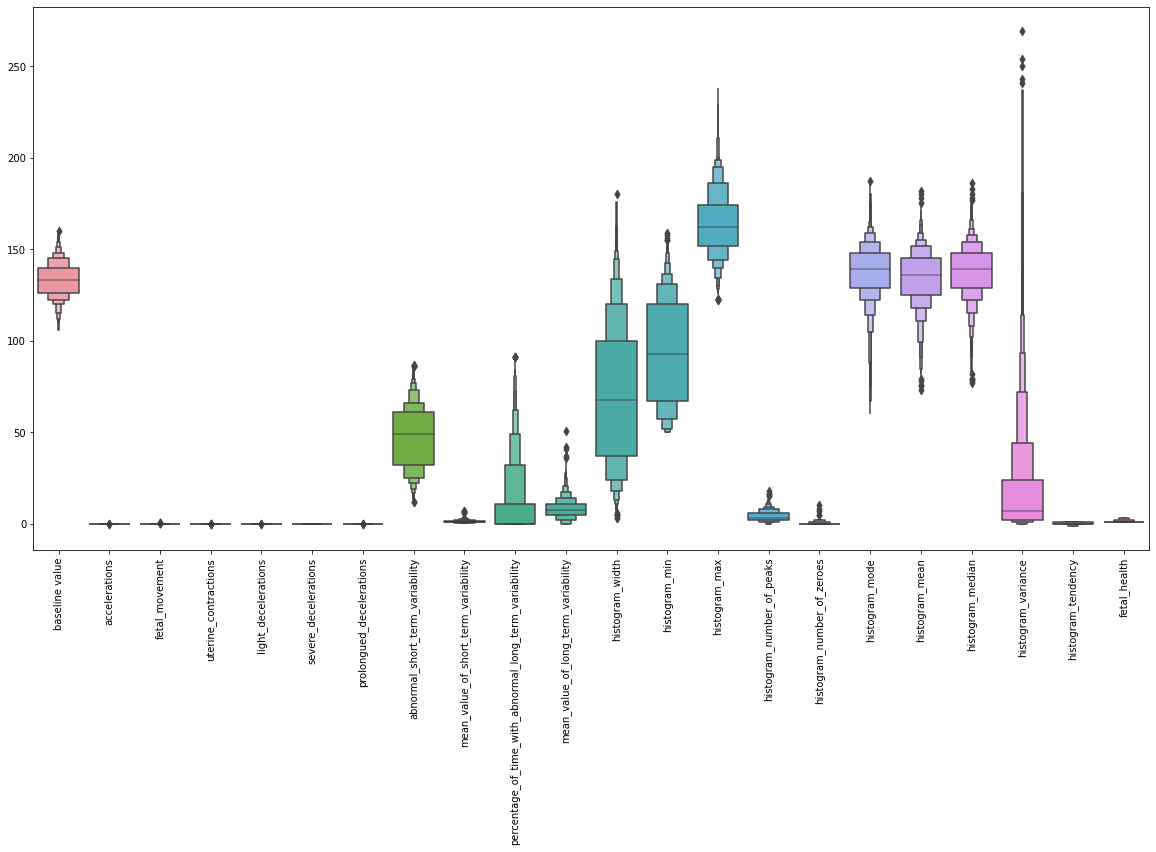 250
200
150
100
50
0
baseline value
accelerations
fetal_movement
uterine_contractions
light_decelerations
severe_decelerations
prolongued_decelerations
abnormal_short_term_variability
mean_value_of_short_term_variability
percentage_of_time_with_abnormal_long_term_variability
mean_value_of_long_term_variability
histogram_width
histogram_min
histogram_max
histogram_number_of_peaks
histogram_number_of_zeroes
histogram_mode
histogram_mean
histogram_median
histogram_variance
histogram_tendency
fetal_health